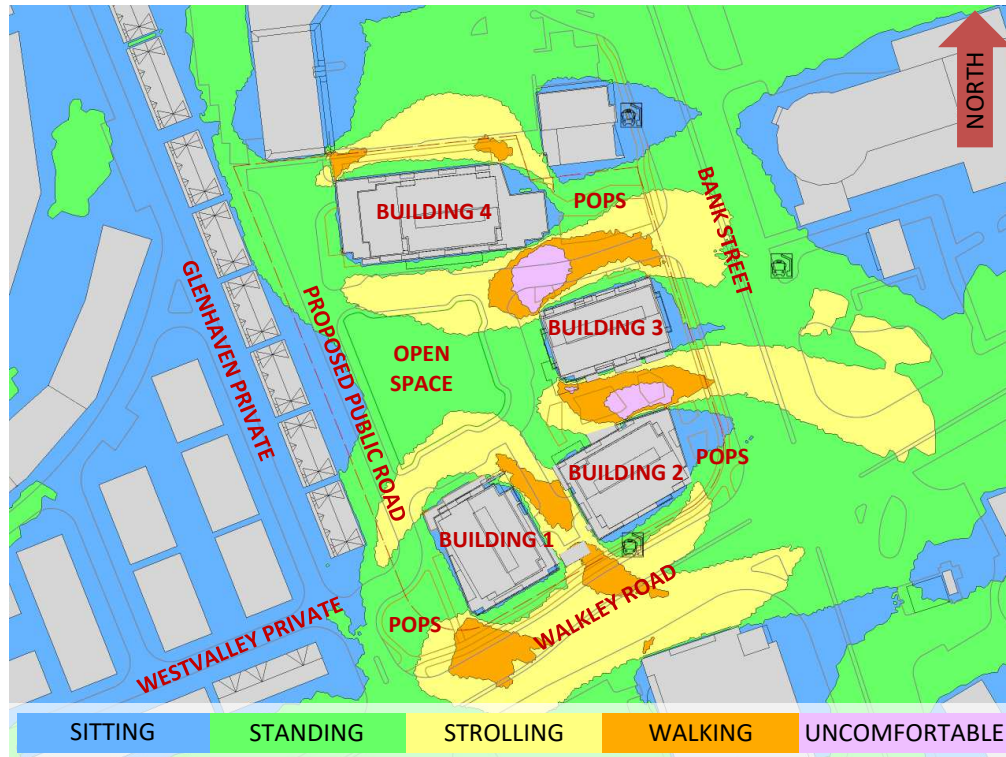 NORTH
BUILDING 4
POPS
BANK STREET
GLENHAVEN PRIVATE
PROPOSED PUBLIC ROAD
BUILDING 3
OPEN
SPACE
BUILDING 2
POPS
BUILDING 1
WALKLEY ROAD
POPS
WESTVALLEY PRIVATE
SITTING
STANDING
STROLLING
WALKING
UNCOMFORTABLE